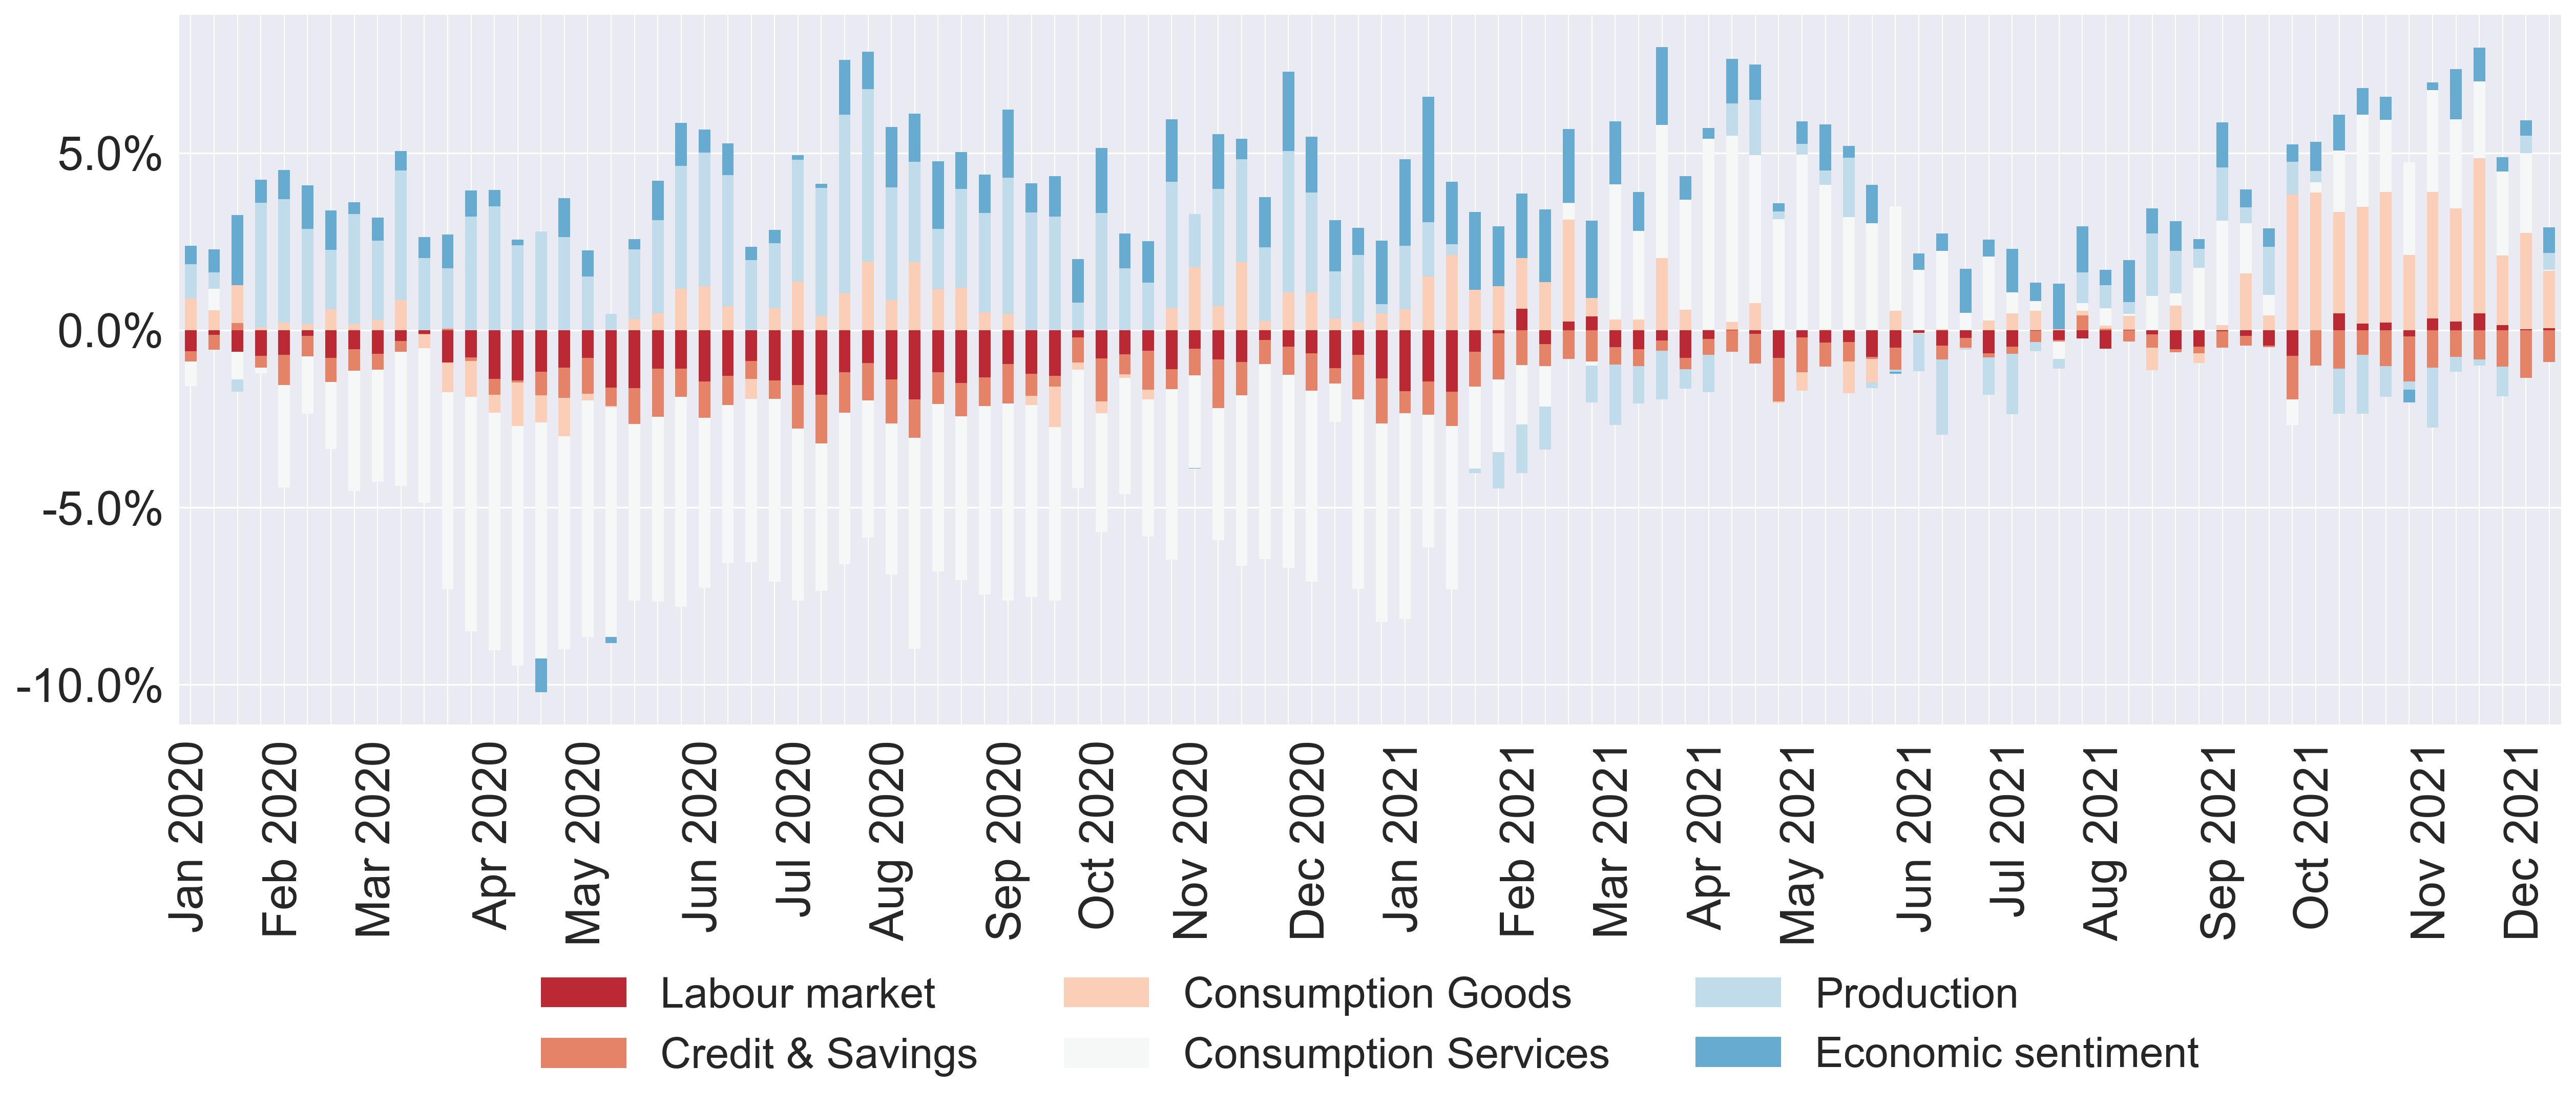 5.0%
0.0%
-5.0%
-10.0%
Jan 2020
Feb 2020
Mar 2020
Apr 2020
May 2020
Jun 2020
Jul 2020
Aug 2020
Sep 2020
Oct 2020
Nov 2020
Dec 2020
Jan 2021
Feb 2021
Mar 2021
Apr 2021
May 2021
Jun 2021
Jul 2021
Aug 2021
Sep 2021
Oct 2021
Nov 2021
Dec 2021
Labour market
Consumption Goods
Production
Credit & Savings
Consumption Services
Economic sentiment